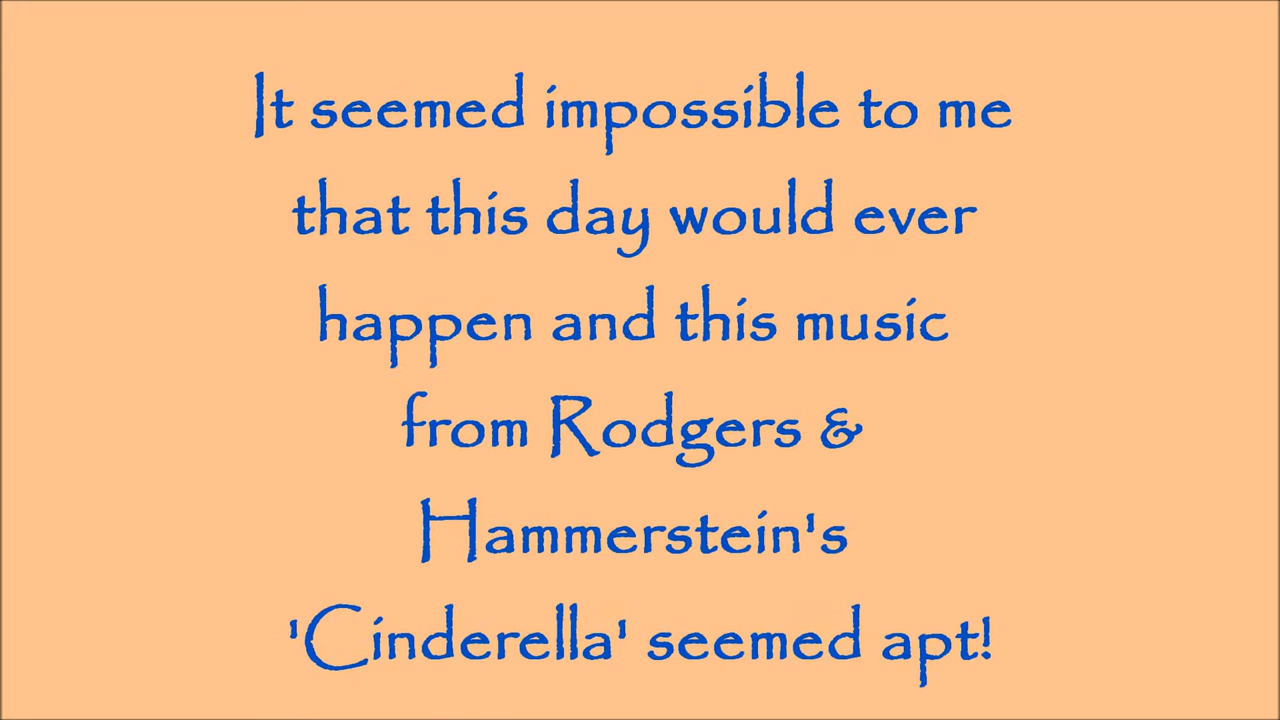 It seemed impossible to me
that this day would ever
happen and this music
from Rodgers &
Hammerstein's
'Cinderella' seemed apt!